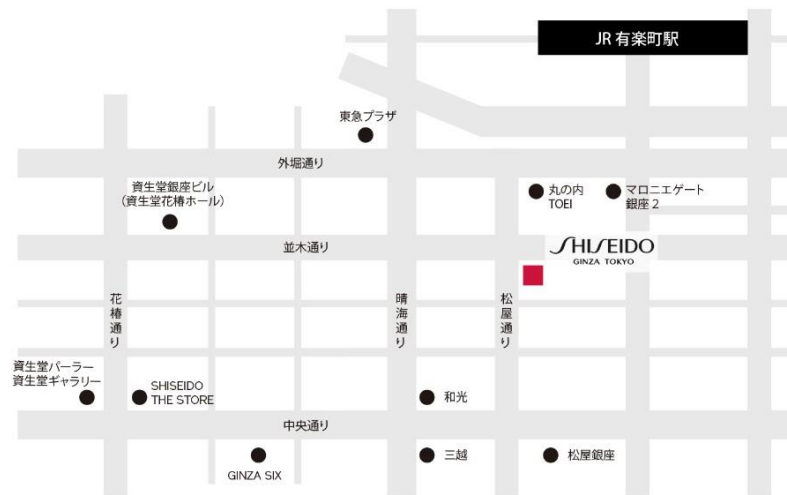 JR 有楽町駅
東急プラザ
外堀通り
資生堂銀座ビル
（資生堂花椿ホール）
丸の内
TOEI
マロニエゲート
銀座 2
SHISEIDO
GINZA TOKYO
並木通り
花椿通り
晴海通り
松屋通り
資生堂パーラー
資生堂ギャラリー
SHISEIDO
THE STORE
和光
中央通り
GINZA SIX
三越
松屋銀座